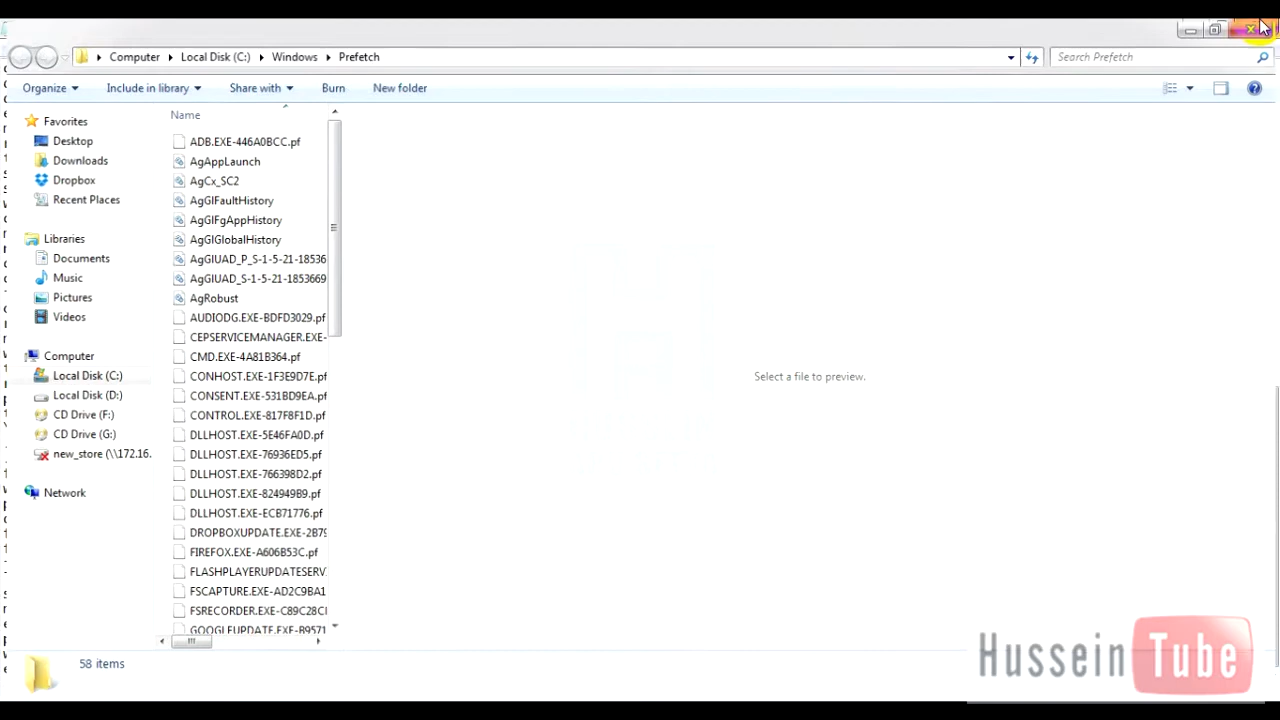 Computer Local Disk (C:) Windows Prefetch
Search Prefetch
Organize Include in library Share with Burn New folder
Favorites
Desktop
Downloads
Dropbox
Recent Places
Libraries
Documents
Music
Pictures
Videos
Computer
Local Disk (C:)
Local Disk (D:)
CD Drive (F:)
CD Drive (G:)
new_store (\\172.16.
Network
Name
ADB.EXE-446A0BCC.pf
AgAppLaunch
AgCx_SC2
AgGlFaultHistory
AgGlFgAppHistory
AgGlGlobalHistory
AgGlUAD_P_S-1-5-21-18536
AgGlUAD_S-1-5-21-1853669
AgRobust
AUDIODG.EXE-BDFD3029.pf
CEPSERVICEMANAGER.EXE-
CMD.EXE-4A81B364.pf
CONHOST.EXE-1F3E9D7E.pf
CONSENT.EXE-531BD9EA.pf
CONTROL.EXE-817F8F1D.pf
DLLHOST.EXE-5E46FA0D.pf
DLLHOST.EXE-76936ED5.pf
DLLHOST.EXE-766398D2.pf
DLLHOST.EXE-824949B9.pf
DLLHOST.EXE-ECB71776.pf
DROPBOXUPDATE.EXE-2B79
FIREFOX.EXE-A606B53C.pf
FLASHPLAYERUPDATESERV
FSCAPTURE.EXE-AD2C9BA1
FSRECORDER.EXE-C89C28C
GOOGLEUPDATE.EXE-B9571
Select a file to preview.
58 items
Hussein Tube